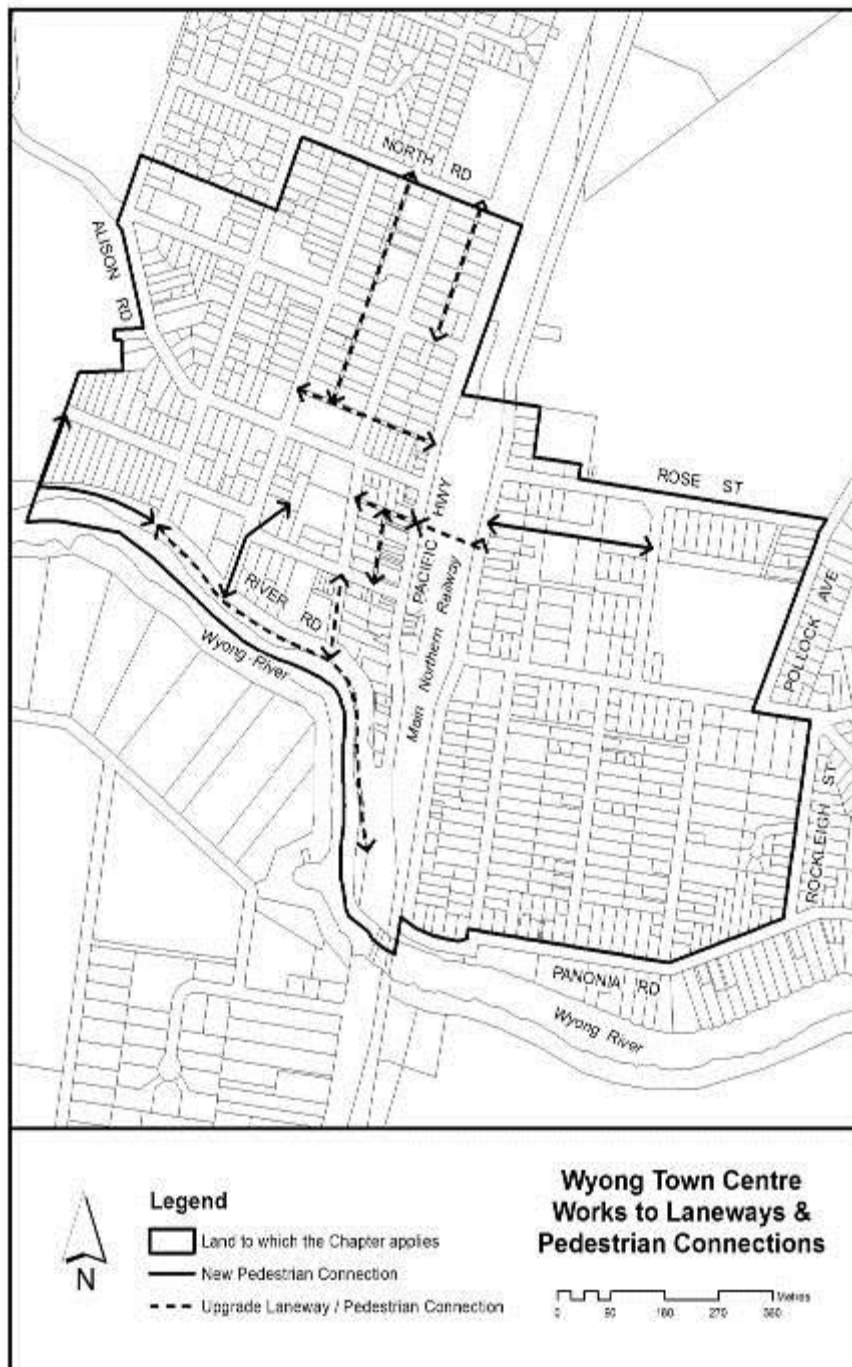 NORTH RD
ALISON RD
ROSE ST
PACIFIC HWY
POLLOCK AVE
RIVER RD
Main Northern Railway
Wyong River
ROCKLEIGH ST
PANONIA RD
Wyong River
N
Legend
Land to which the Chapter applies
New Pedestrian Connection
Upgrade Laneway / Pedestrian Connection
Wyong Town Centre
Works to Laneways &
Pedestrian Connections
Metres
0 90 180 270 360